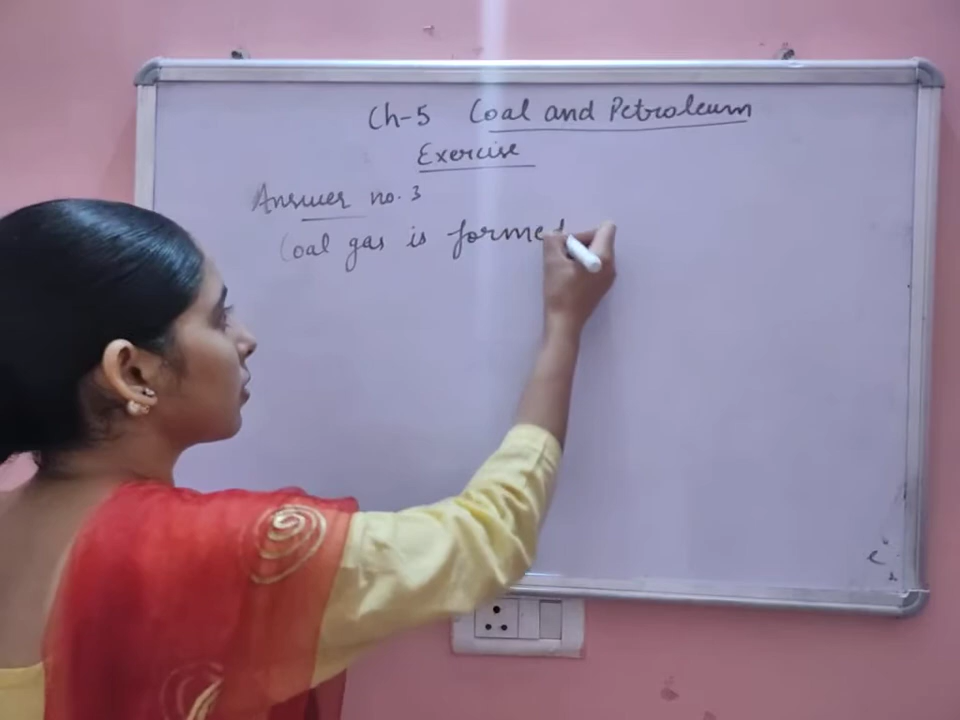 Ch-5 Coal and Petroleum
Exercise
Answer no. 3
Coal gas is formed